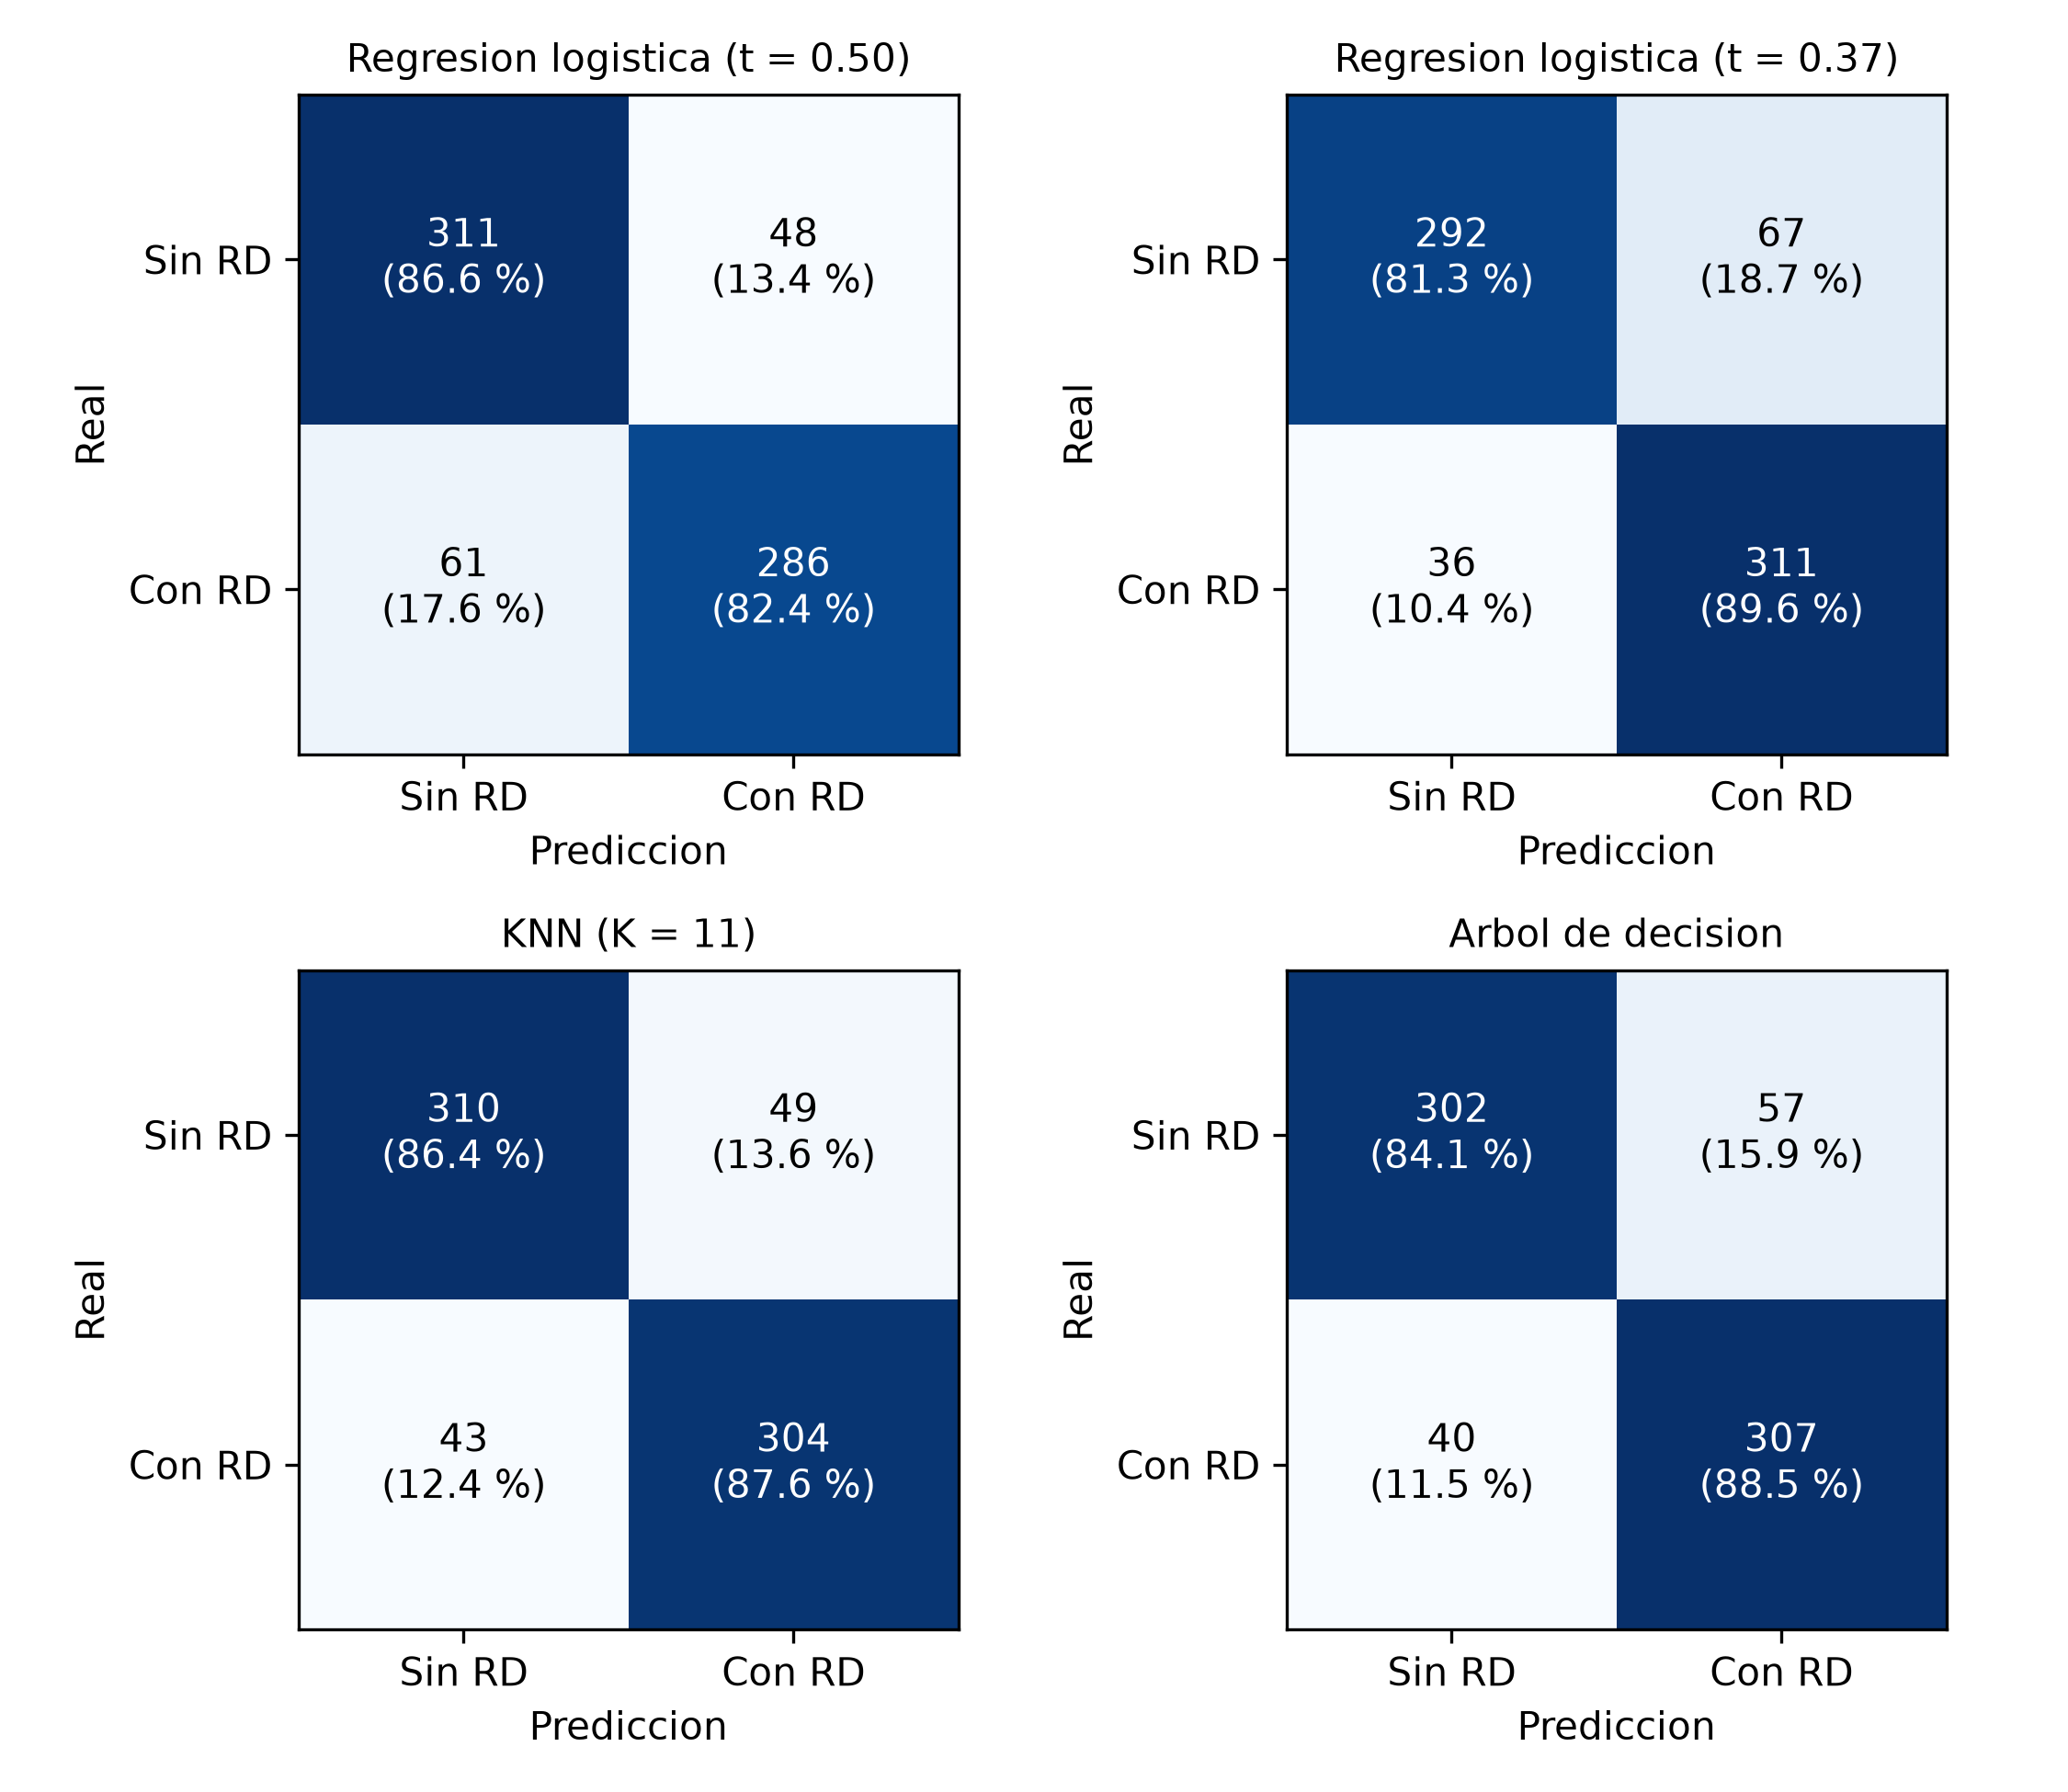 Regresion logistica (t = 0.50)
Real
Sin RD
311
(86.6 %)
48
(13.4 %)
Con RD
61
(17.6 %)
286
(82.4 %)
Sin RD
Con RD
Prediccion
Regresion logistica (t = 0.37)
Real
Sin RD
292
(81.3 %)
67
(18.7 %)
Con RD
36
(10.4 %)
311
(89.6 %)
Sin RD
Con RD
Prediccion
KNN (K = 11)
Real
Sin RD
310
(86.4 %)
49
(13.6 %)
Con RD
43
(12.4 %)
304
(87.6 %)
Sin RD
Con RD
Prediccion
Arbol de decision
Real
Sin RD
302
(84.1 %)
57
(15.9 %)
Con RD
40
(11.5 %)
307
(88.5 %)
Sin RD
Con RD
Prediccion